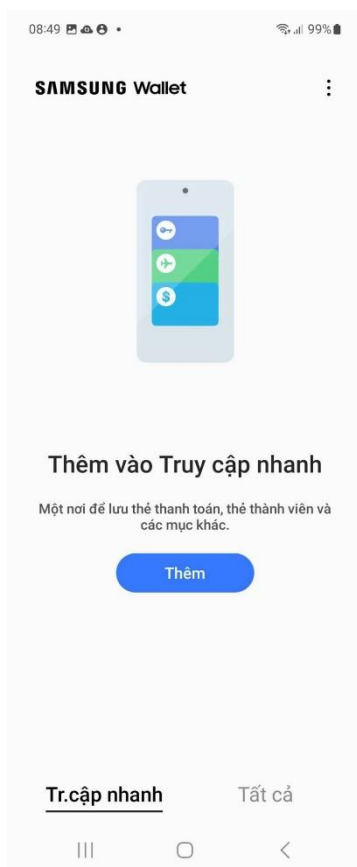 08:49
99%
SAMSUNG Wallet
Thêm vào Truy cập nhanh
Một nơi để lưu thẻ thanh toán, thẻ thành viên và
các mục khác.
Thêm
Tr.cập nhanh Tất cả